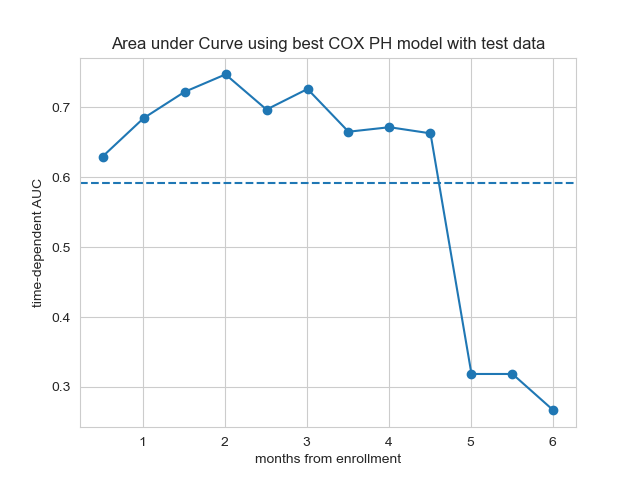 Area under Curve using best COX PH model with test data
time-dependent AUC
0.7
0.6
0.5
0.4
0.3
1 2 3 4 5 6
months from enrollment